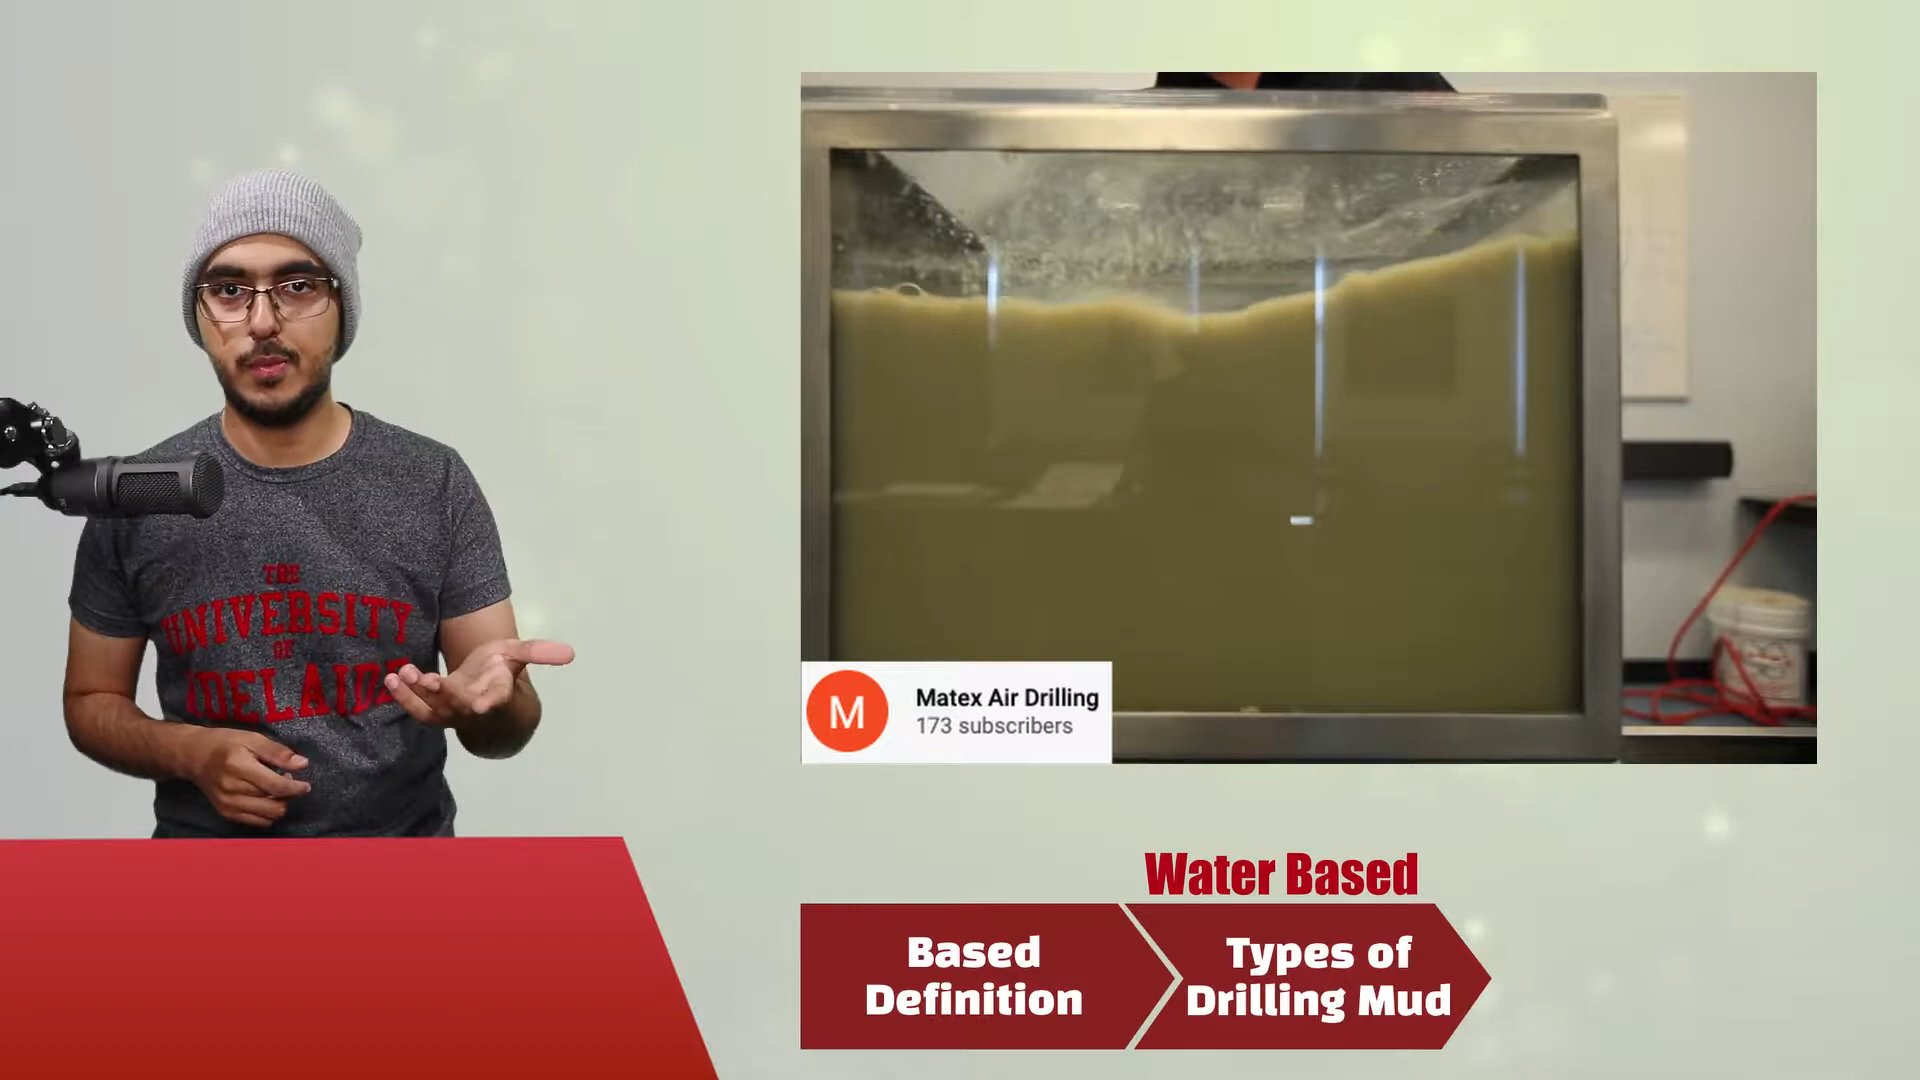 THE
UNIVERSITY
OF
ADELAIDE
M
Matex Air Drilling
173 subscribers
Water Based
Based
Definition
Types of
Drilling Mud